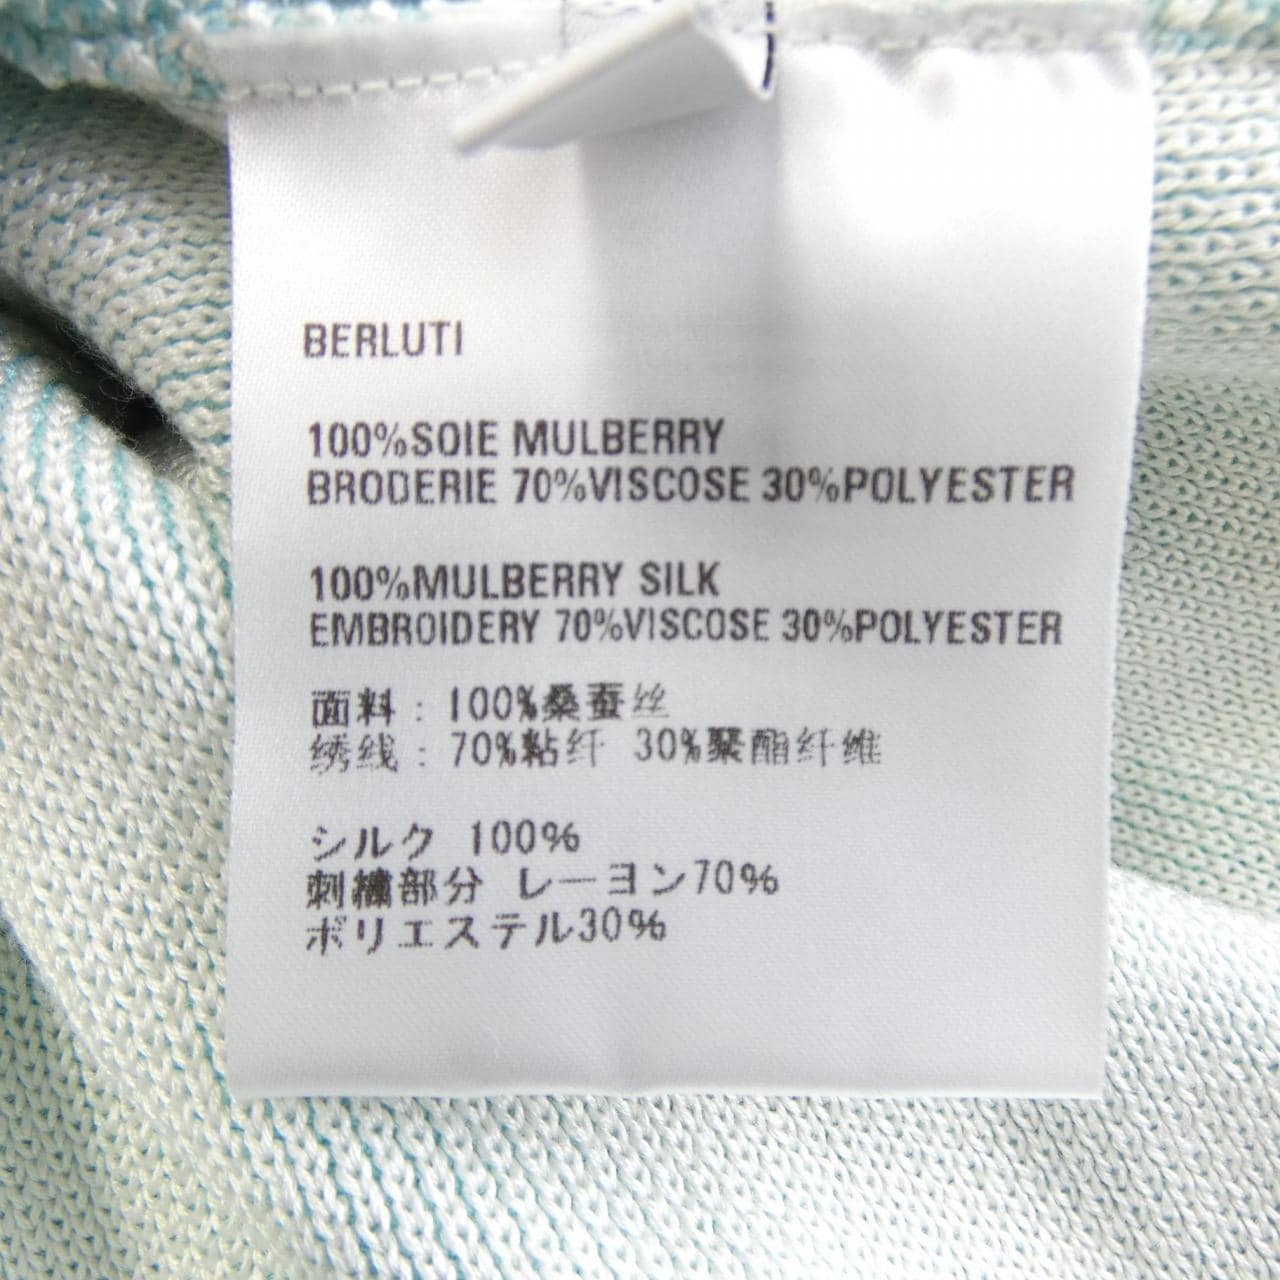 BERLUTI
100%SOIE MULBERRY
BRODERIE 70%VISCOSE 30%POLYESTER
100%MULBERRY SILK
EMBROIDERY 70%VISCOSE 30%POLYESTER
面料：100%桑蚕丝
绣线：70%粘纤 30%聚酯纤维
シルク 100%
刺繍部分 レーヨン70%
ポリエステル30%